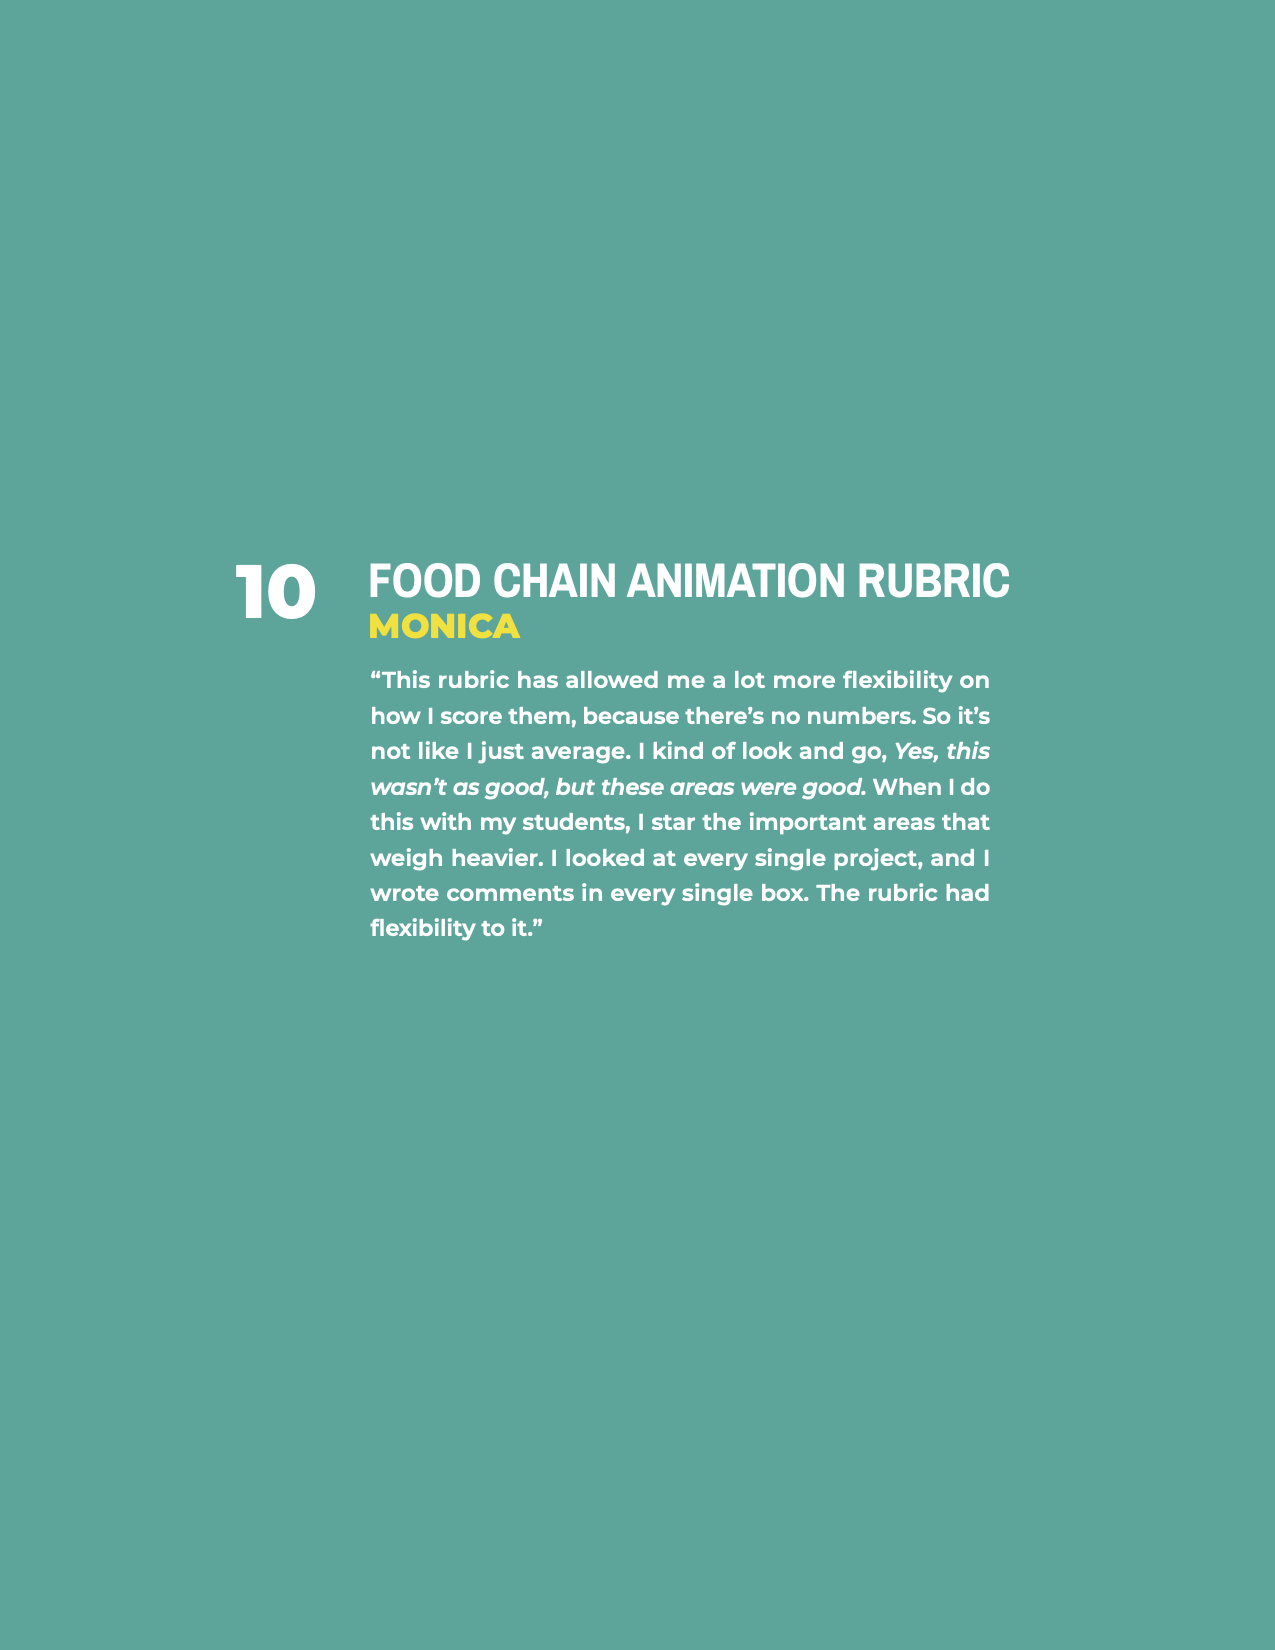 10
FOOD CHAIN ANIMATION RUBRIC
MONICA
“This rubric has allowed me a lot more flexibility on
how I score them, because there’s no numbers. So it’s
not like I just average. I kind of look and go, Yes, this
wasn’t as good, but these areas were good. When I do
this with my students, I star the important areas that
weigh heavier. I looked at every single project, and I
wrote comments in every single box. The rubric had
flexibility to it.”